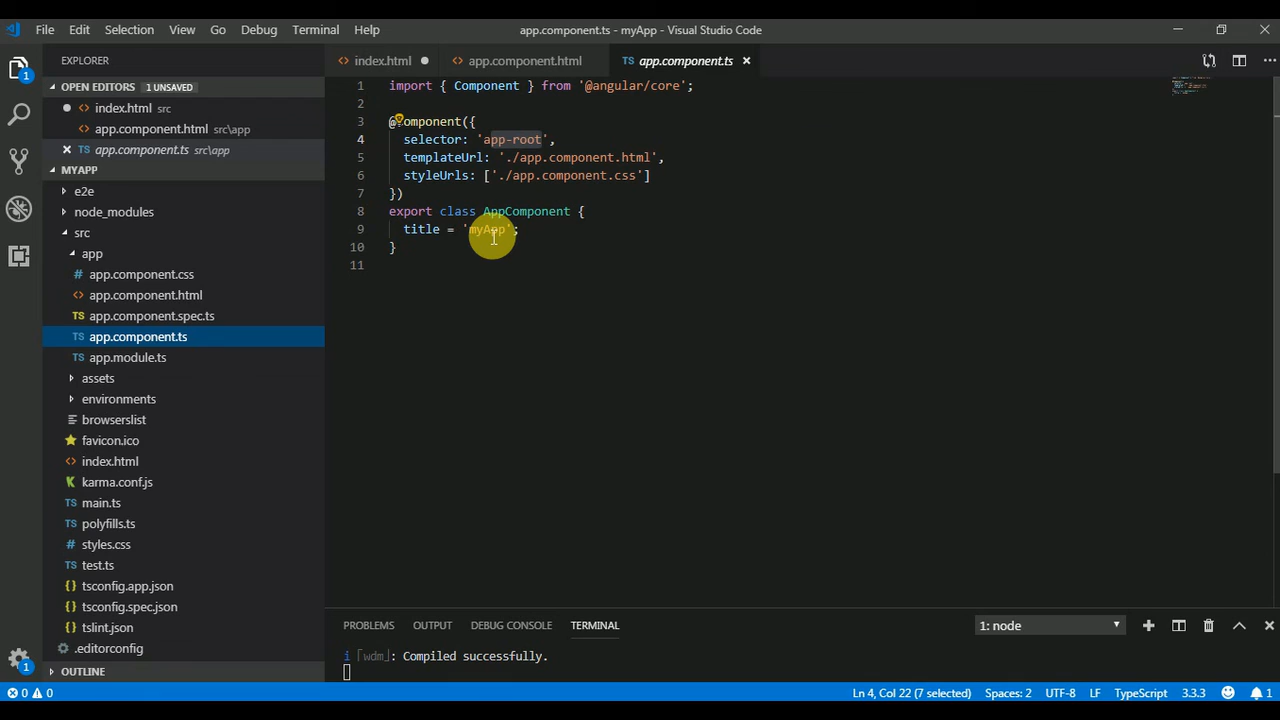 File Edit Selection View Go Debug Terminal Help
app.component.ts - myApp - Visual Studio Code
EXPLORER
OPEN EDITORS 1 UNSAVED
index.html src
app.component.html src\app
app.component.ts src\app
MYAPP
e2e
node_modules
src
app
# app.component.css
<> app.component.html
TS app.component.spec.ts
TS app.component.ts
TS app.module.ts
assets
environments
browserslist
favicon.ico
<> index.html
K karma.conf.js
TS main.ts
TS polyfills.ts
styles.css
TS test.ts
{} tsconfig.app.json
{} tsconfig.spec.json
{} tslint.json
.editorconfig
OUTLINE
<> index.html <> app.component.html TS app.component.ts
1 import { Component } from '@angular/core';
2
3 @Component({
4 selector: 'app-root',
5 templateUrl: './app.component.html',
6 styleUrls: ['./app.component.css']
7 })
8 export class AppComponent {
9 title = 'myApp';
10 }
11
PROBLEMS OUTPUT DEBUG CONSOLE TERMINAL 1: node
i ｢wdm｣: Compiled successfully.
0 0 Ln 4, Col 22 (7 selected) Spaces: 2 UTF-8 LF TypeScript 3.3.3 1